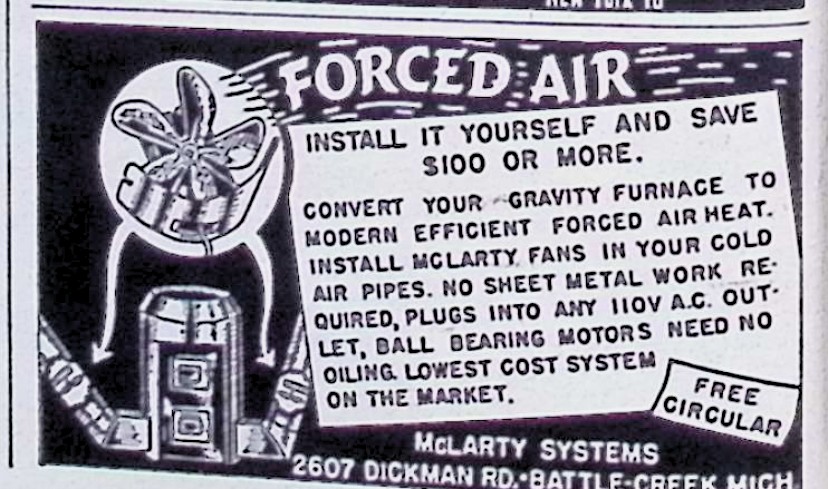 NEW YORK 10
FORCED AIR
INSTALL IT YOURSELF AND SAVE
$100 OR MORE.
CONVERT YOUR GRAVITY FURNACE TO
MODERN EFFICIENT FORCED AIR HEAT.
INSTALL MCLARTY FANS IN YOUR COLD
AIR PIPES. NO SHEET METAL WORK RE-
QUIRED, PLUGS INTO ANY 110V A.C. OUT-
LET, BALL BEARING MOTORS NEED NO
OILING. LOWEST COST SYSTEM
ON THE MARKET.
FREE
CIRCULAR
McLARTY SYSTEMS
2607 DICKMAN RD. • BATTLE-CREEK MICH.